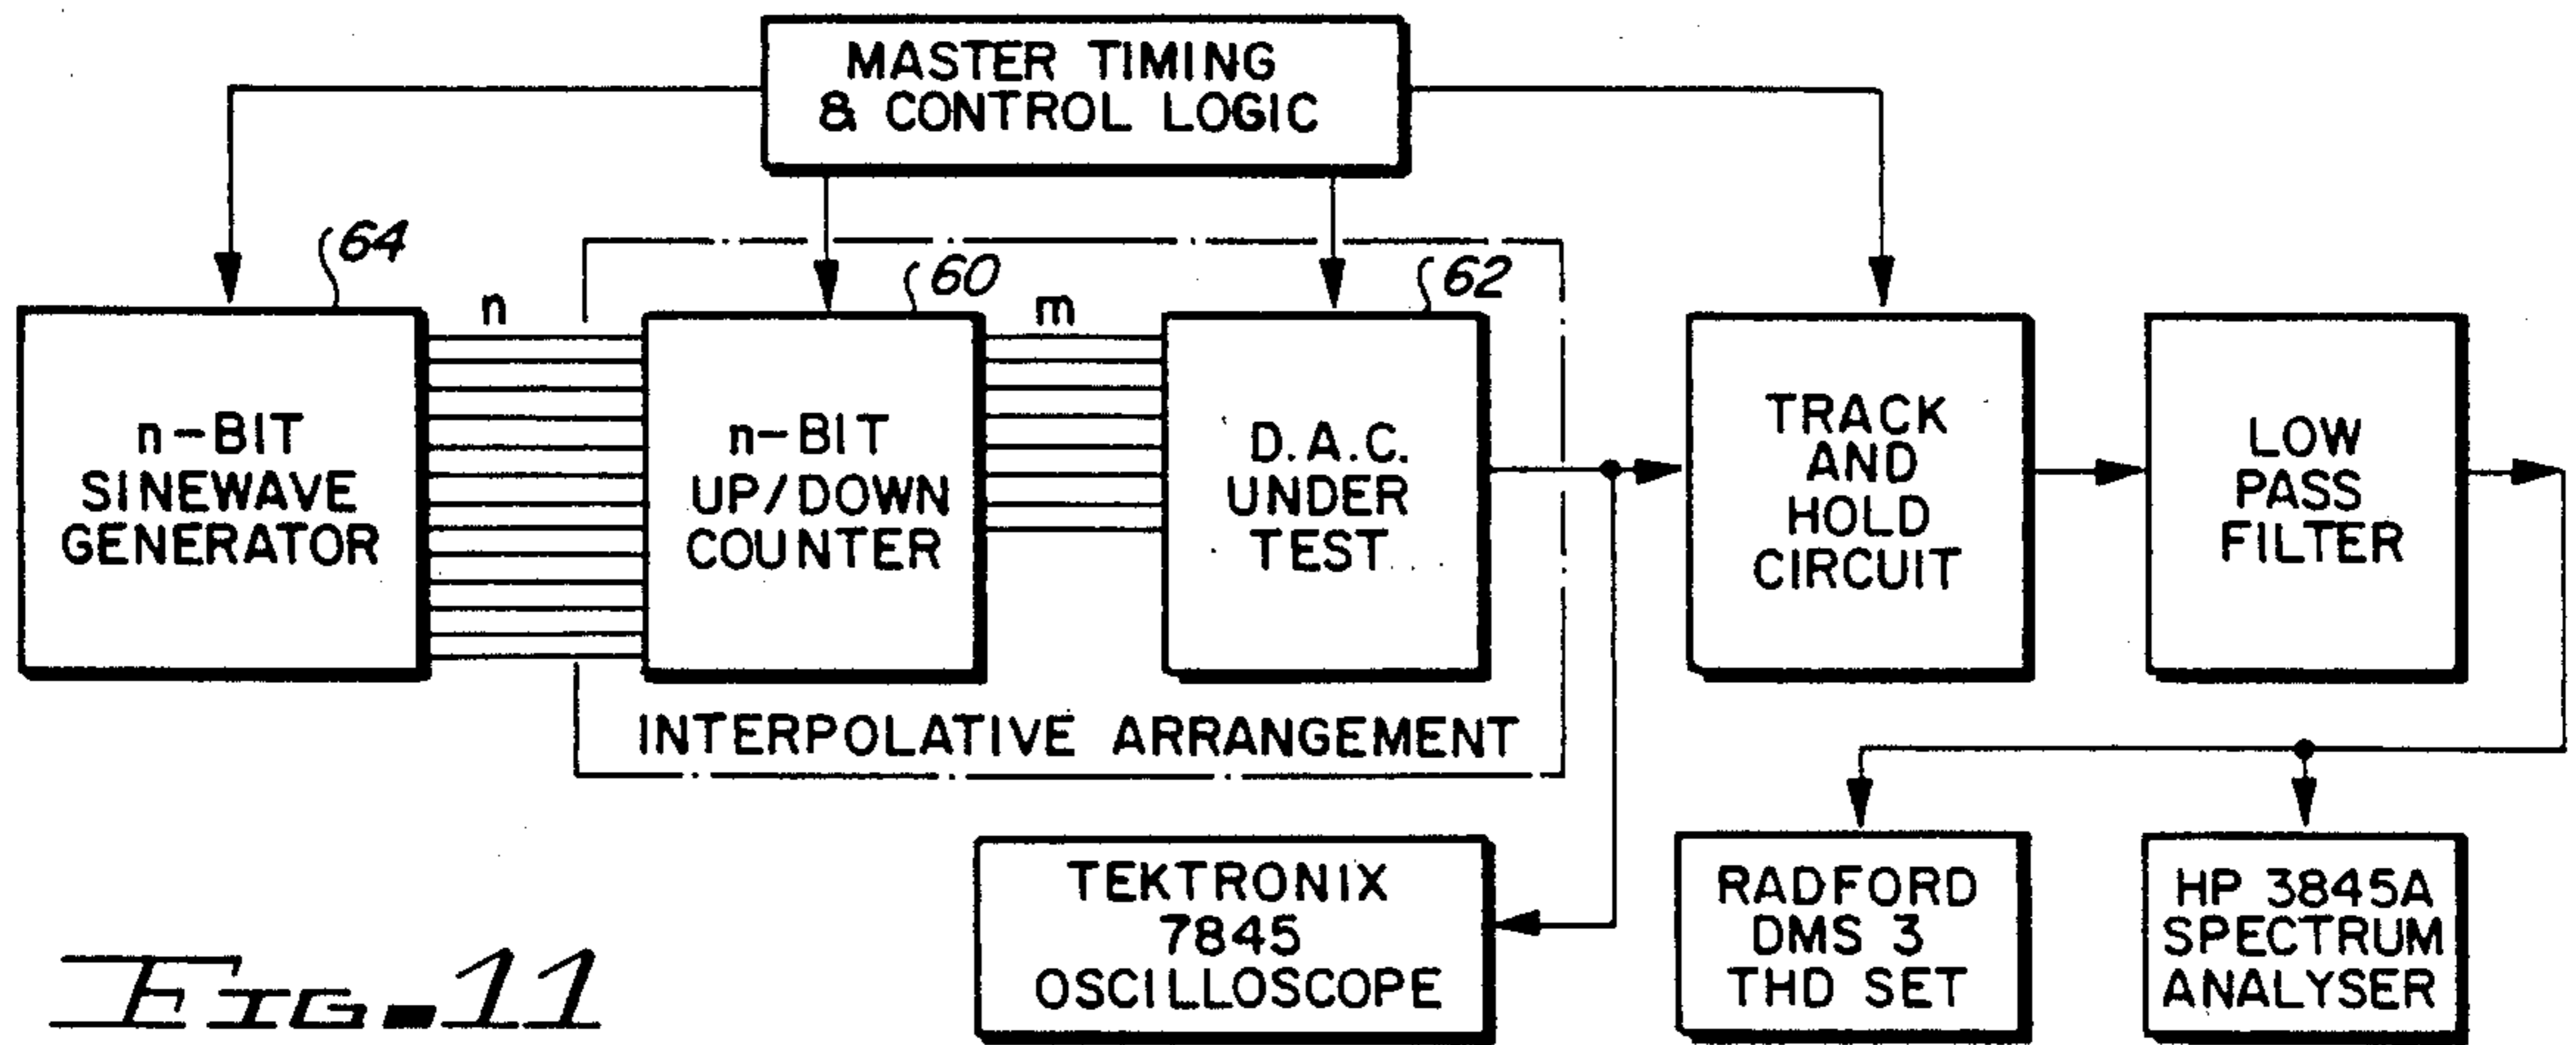 MASTER TIMING
& CONTROL LOGIC
64
n
60
m
62
n-BIT
SINEWAVE
GENERATOR
n-BIT
UP/DOWN
COUNTER
D.A.C.
UNDER
TEST
TRACK
AND
HOLD
CIRCUIT
LOW
PASS
FILTER
INTERPOLATIVE ARRANGEMENT
TEKTRONIX
7845
OSCILLOSCOPE
RADFORD
DMS 3
THD SET
HP 3845A
SPECTRUM
ANALYSER
FIG. 11